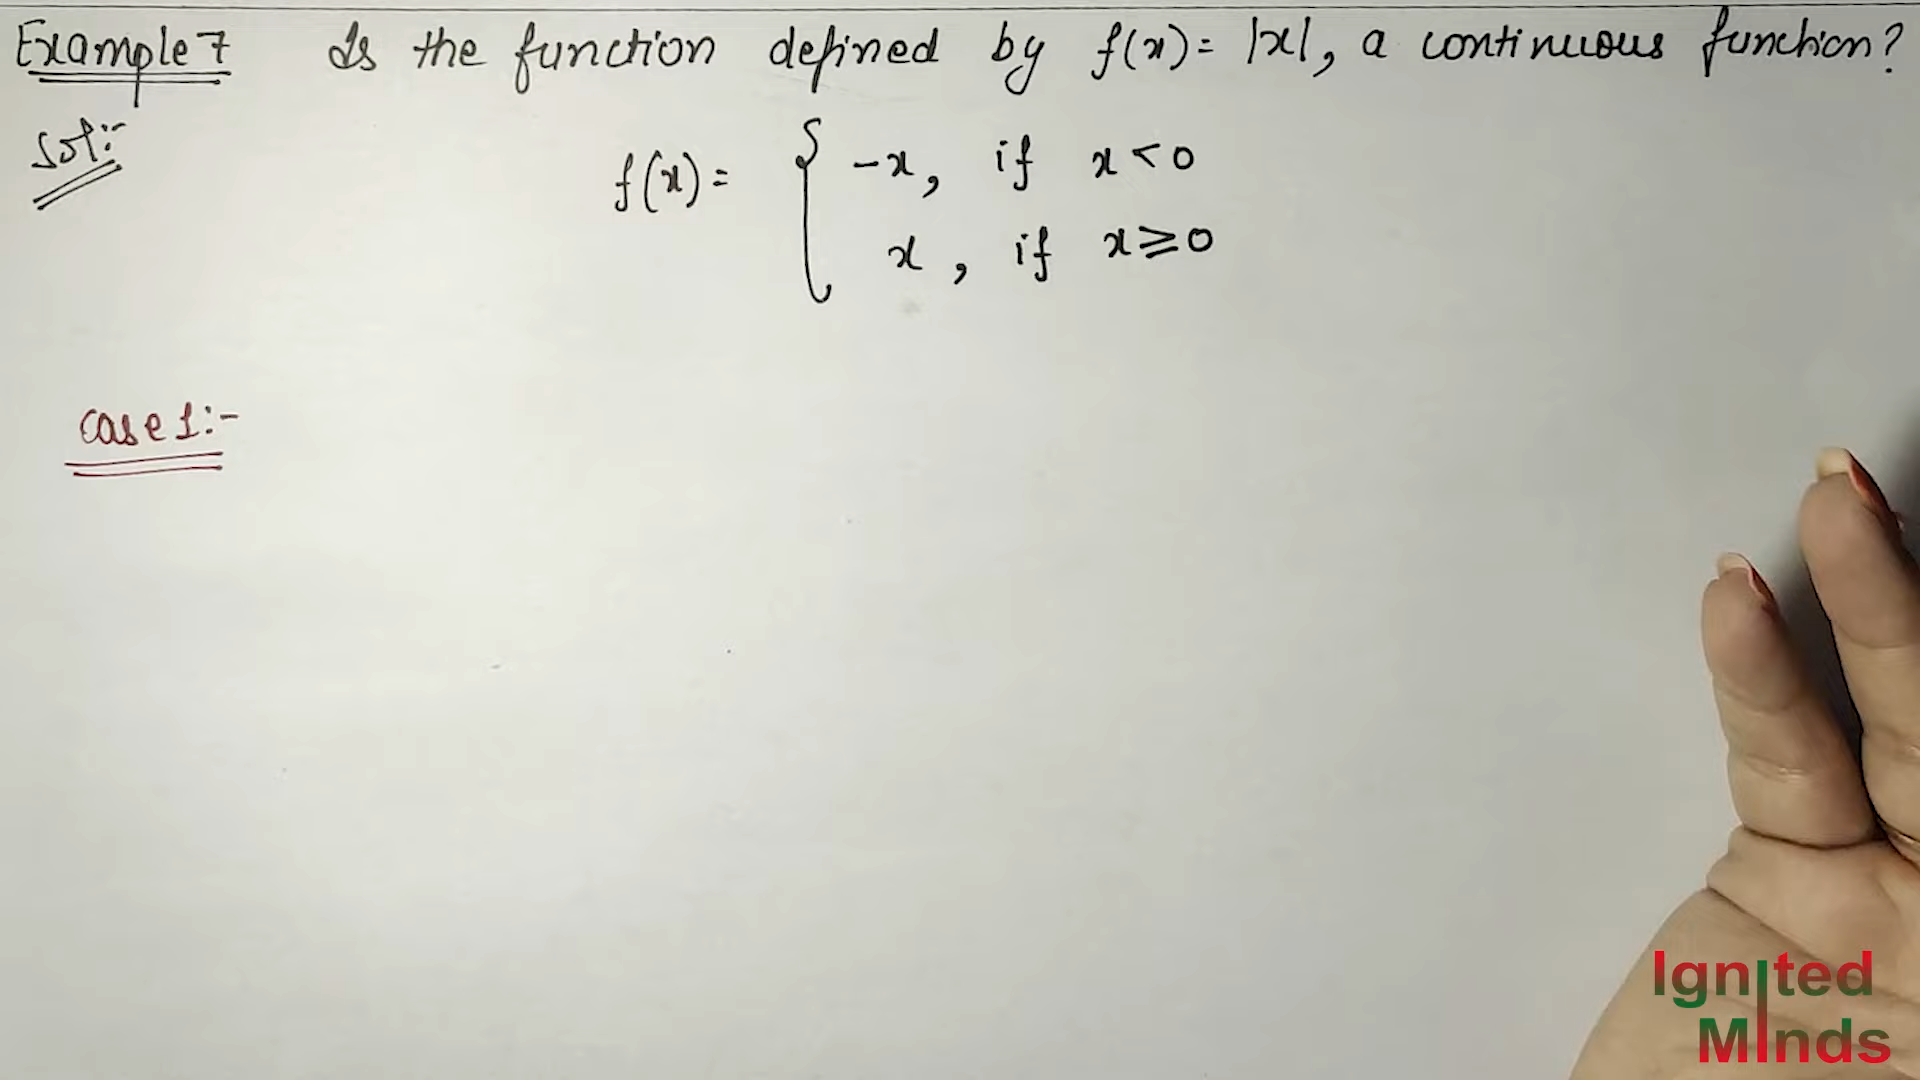 Example 7 Is the function defined by f(x) = |x|, a continuous function?
Sol:-
f(x) = { -x, if x < 0
x, if x ≥ 0
Case 1:-
Ignited
Minds